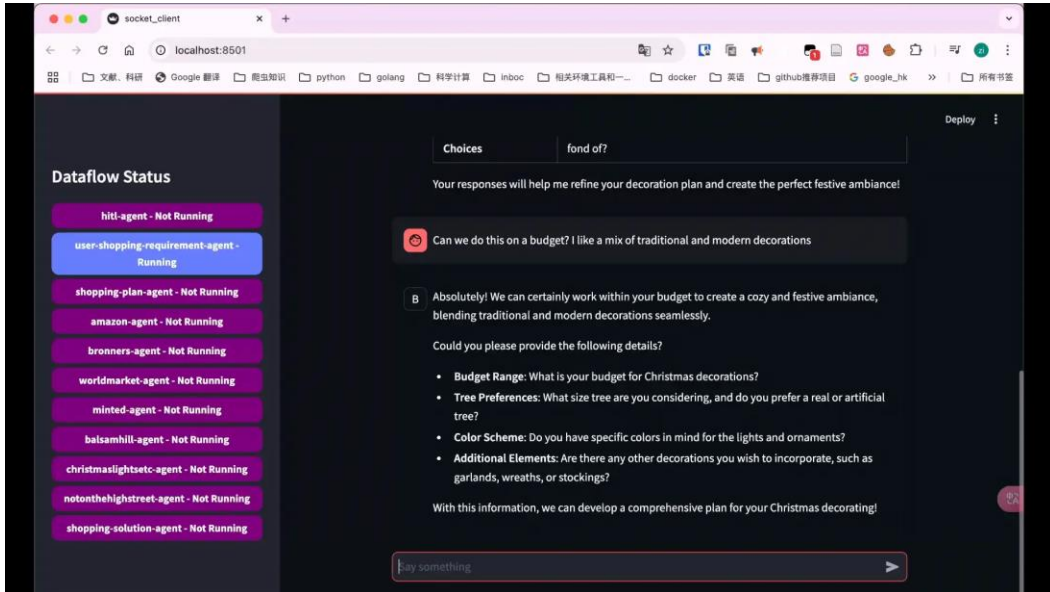 socket_client
localhost:8501
文献、科研
Google 翻译
爬虫知识
python
golang
科学计算
inboc
相关环境工具和一...
docker
英语
github推荐项目
google_hk
所有书签
Deploy
Dataflow Status
hitl-agent - Not Running
user-shopping-requirement-agent -
Running
shopping-plan-agent - Not Running
amazon-agent - Not Running
bronners-agent - Not Running
worldmarket-agent - Not Running
minted-agent - Not Running
balsamhill-agent - Not Running
christmaslightsetc-agent - Not Running
notonthehighstreet-agent - Not Running
shopping-solution-agent - Not Running
Choices fond of?
Your responses will help me refine your decoration plan and create the perfect festive ambiance!
Can we do this on a budget? I like a mix of traditional and modern decorations
B
Absolutely! We can certainly work within your budget to create a cozy and festive ambiance,
blending traditional and modern decorations seamlessly.
Could you please provide the following details?
• Budget Range: What is your budget for Christmas decorations?
• Tree Preferences: What size tree are you considering, and do you prefer a real or artificial
tree?
• Color Scheme: Do you have specific colors in mind for the lights and ornaments?
• Additional Elements: Are there any other decorations you wish to incorporate, such as
garlands, wreaths, or stockings?
With this information, we can develop a comprehensive plan for your Christmas decorating!
Say something